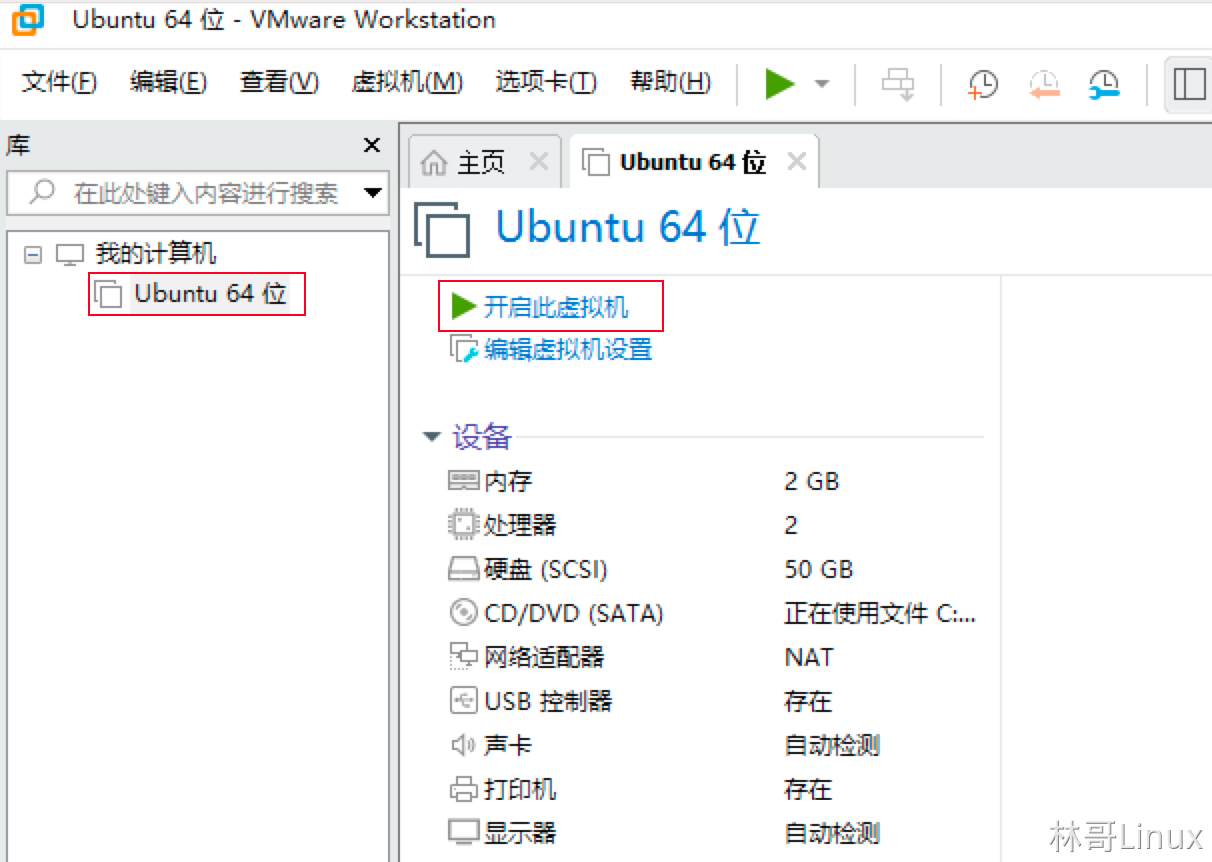 Ubuntu 64 位 - VMware Workstation
文件(F) 编辑(E) 查看(V) 虚拟机(M) 选项卡(T) 帮助(H)
库
在此处键入内容进行搜索
我的计算机
Ubuntu 64 位
主页 Ubuntu 64 位
Ubuntu 64 位
开启此虚拟机
编辑虚拟机设置
设备
内存 2 GB
处理器 2
硬盘 (SCSI) 50 GB
CD/DVD (SATA) 正在使用文件 C:...
网络适配器 NAT
USB 控制器 存在
声卡 自动检测
打印机 存在
显示器 自动检测
林哥Linux